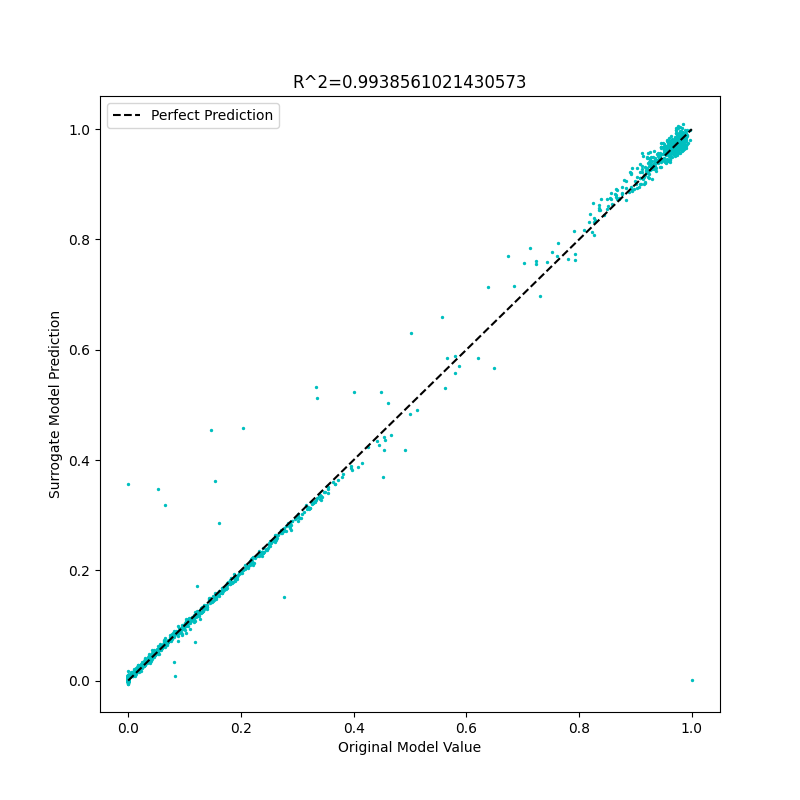 R^2=0.9938561021430573
Perfect Prediction
1.0
0.8
0.6
0.4
0.2
0.0
Surrogate Model Prediction
0.0 0.2 0.4 0.6 0.8 1.0
Original Model Value